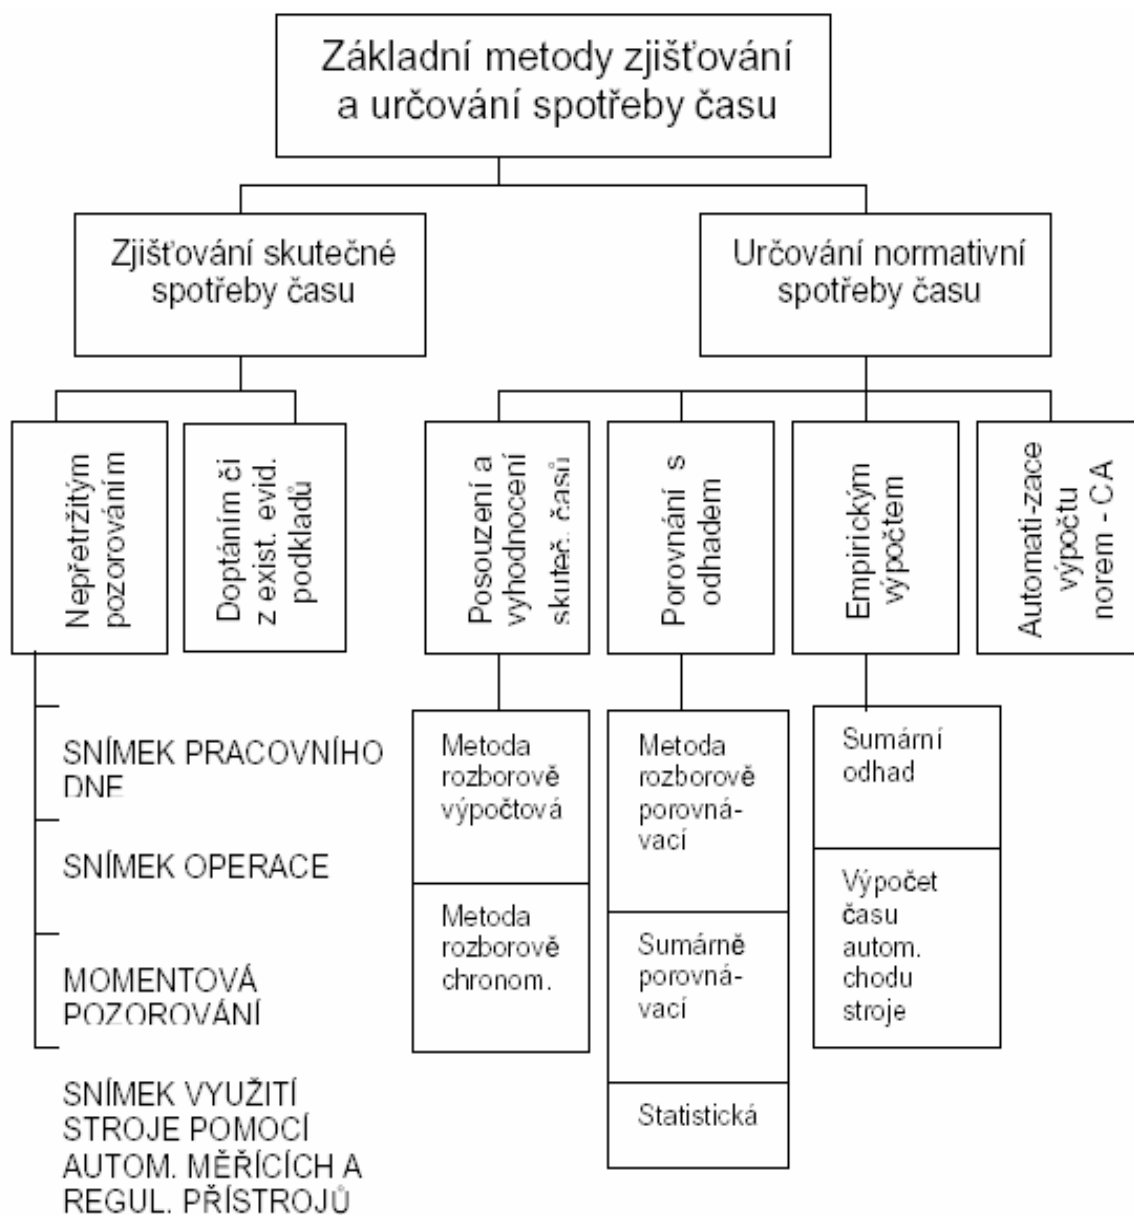 Základní metody zjišťování
a určování spotřeby času
Zjišťování skutečné
spotřeby času
Určování normativní
spotřeby času
Nepřetržitým
pozorováním
Doptáním či
z exist. evid.
podkladů
Posouzení a
vyhodnocení
skuteč. časů
Porovnání s
odhadem
Empirickým
výpočtem
Automati-zace
výpočtu
norem - CA
SNÍMEK PRACOVNÍHO
DNE
SNÍMEK OPERACE
MOMENTOVÁ
POZOROVÁNÍ
SNÍMEK VYUŽITÍ
STROJE POMOCÍ
AUTOM. MĚŘÍCÍCH A
REGUL. PŘÍSTROJŮ
Metoda
rozborově
výpočtová
Metoda
rozborově
chronom.
Metoda
rozborově
porovná-
vací
Sumárně
porovná-
vací
Statistická
Sumární
odhad
Výpočet
času
autom.
chodu
stroje